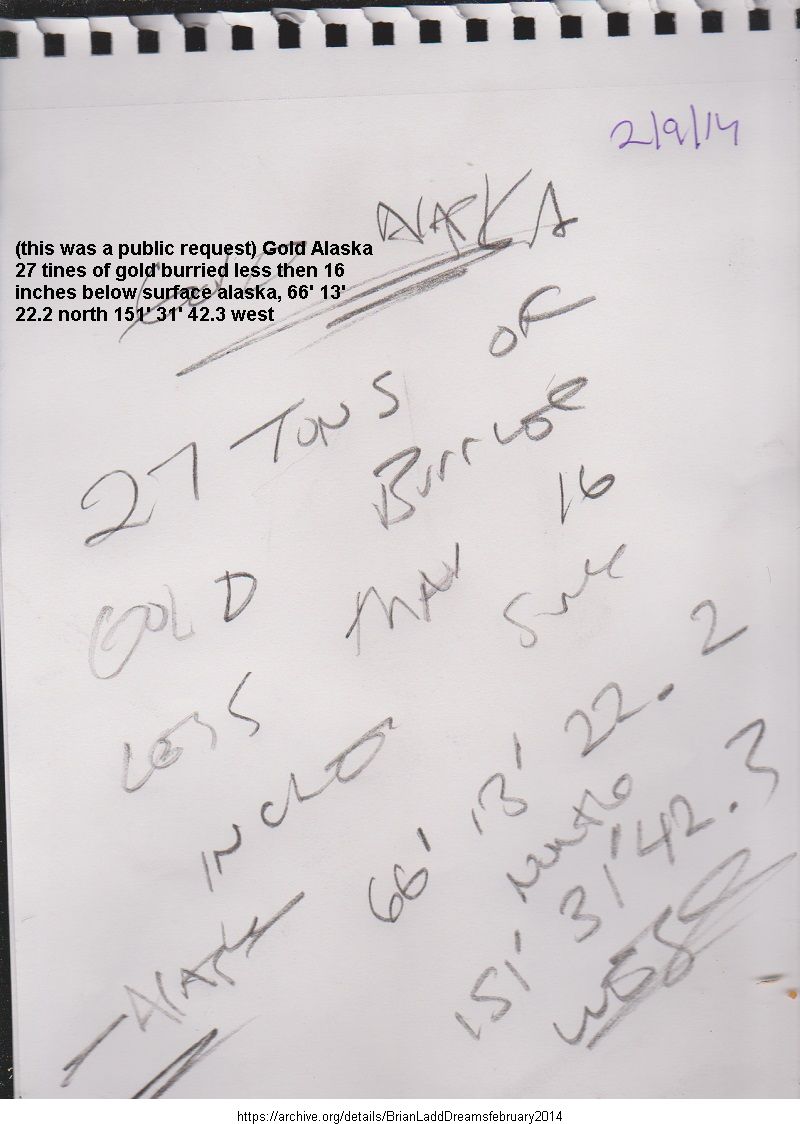 2/9/14
ALASKA
(this was a public request) Gold Alaska
27 tines of gold burried less then 16
inches below surface alaska, 66' 13'
22.2 north 151' 31' 42.3 west
27 TONS OF
GOLD
LESS THAN 16
INCHES
ALASKA 66' 13' 22.2
North
151' 31' 42.3
WEST
https://archive.org/details/BrianLaddDreamsfebruary2014